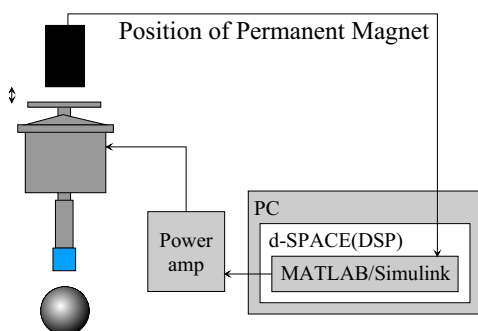 Position of Permanent Magnet
PC
d-SPACE(DSP)
MATLAB/Simulink
Power
amp